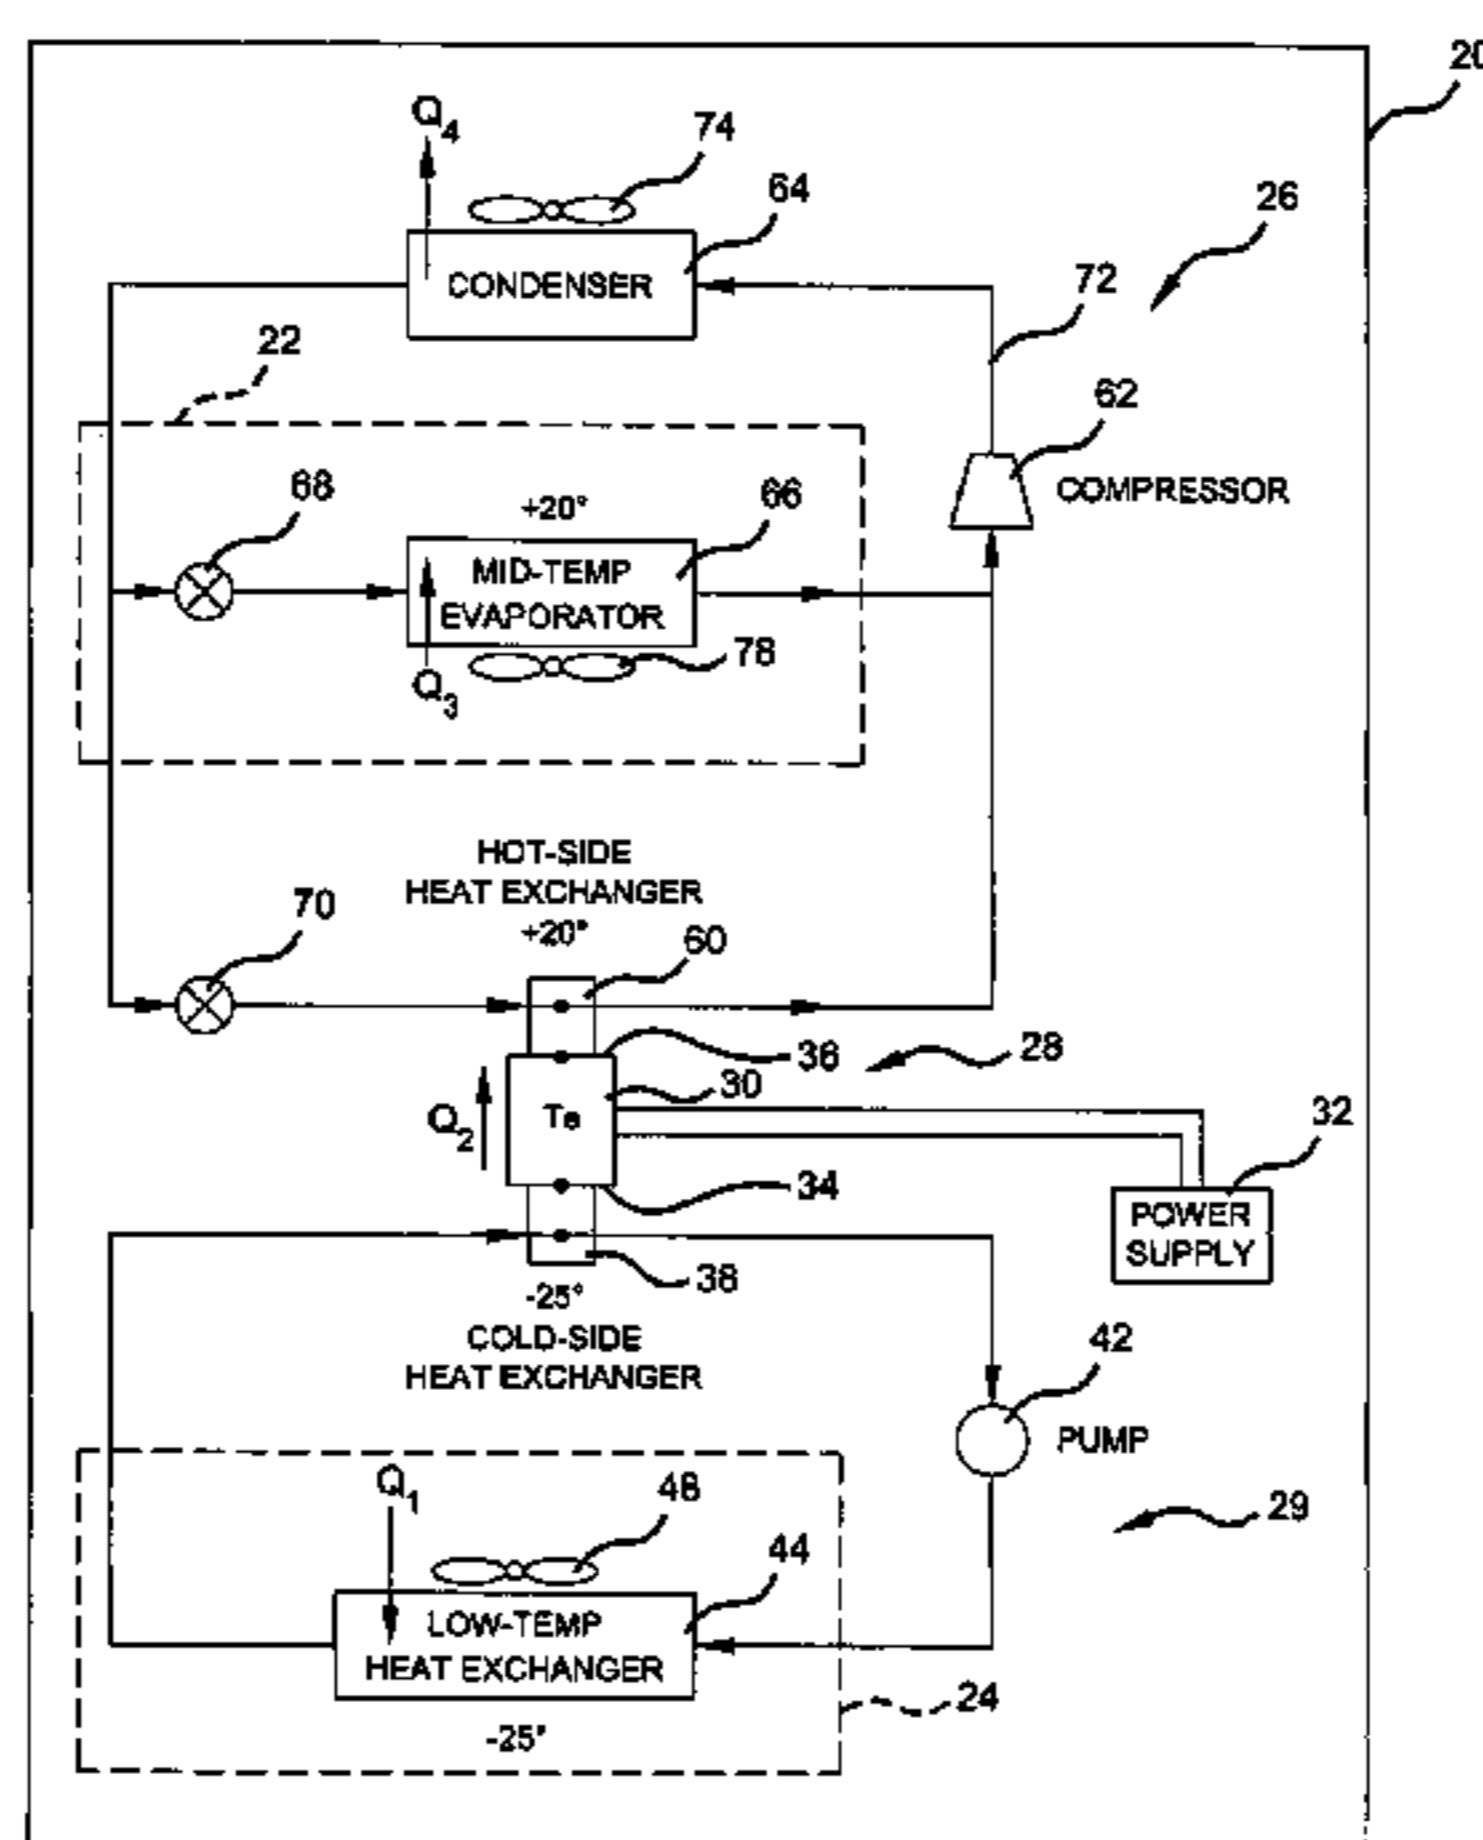 20
Q4
74
64
26
CONDENSER
72
22
62
68
+20°
66
COMPRESSOR
MID-TEMP
EVAPORATOR
78
Q3
HOT-SIDE
HEAT EXCHANGER
70
+20°
60
36
28
30
Q2
Te
32
34
POWER
SUPPLY
38
-25°
COLD-SIDE
HEAT EXCHANGER
42
PUMP
Q1
48
29
44
LOW-TEMP
HEAT EXCHANGER
24
-25°